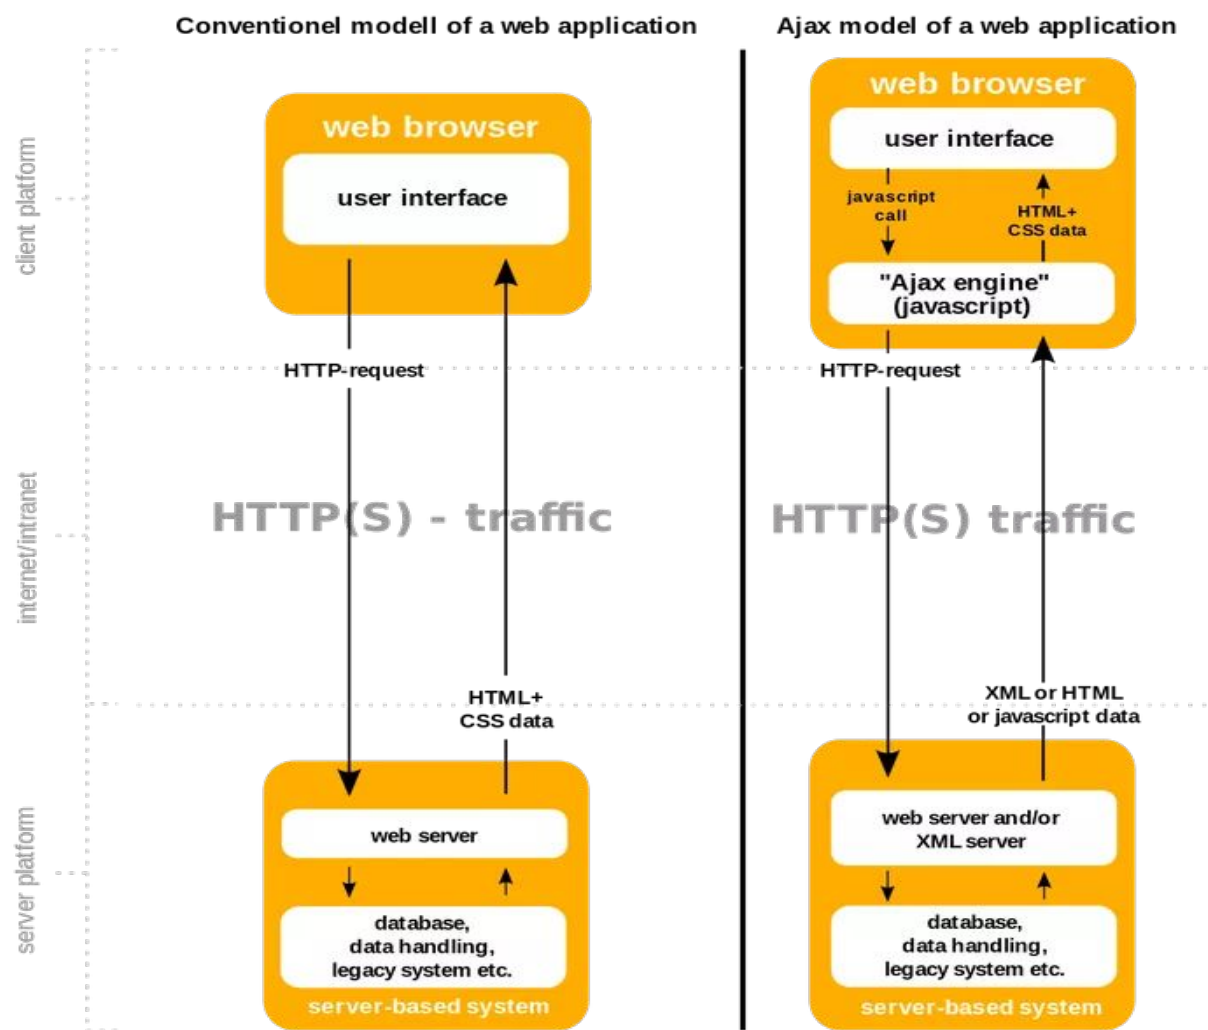 Conventionel modell of a web application
client platform
internet/intranet
server platform
web browser
user interface
HTTP-request
HTTP(S) - traffic
HTML+
CSS data
web server
database,
data handling,
legacy system etc.
server-based system
Ajax model of a web application
web browser
user interface
javascript
call
HTML+
CSS data
"Ajax engine"
(javascript)
HTTP-request
HTTP(S) traffic
XML or HTML
or javascript data
web server and/or
XML server
database,
data handling,
legacy system etc.
server-based system